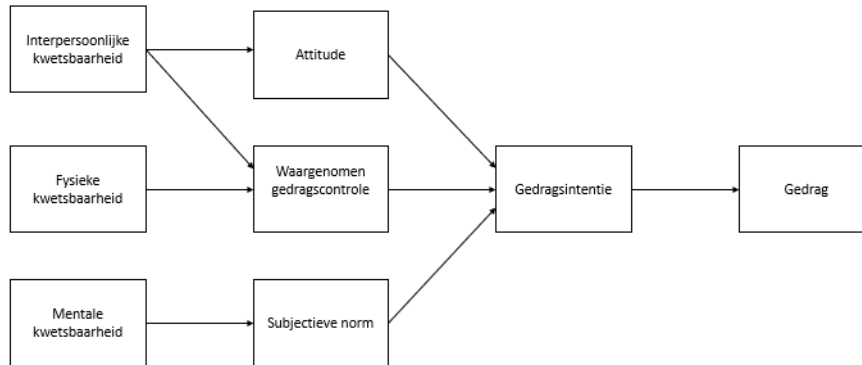 Interpersoonlijke
kwetsbaarheid
Attitude
Fysieke
kwetsbaarheid
Waargenomen
gedragscontrole
Gedragsintentie
Gedrag
Mentale
kwetsbaarheid
Subjectieve norm